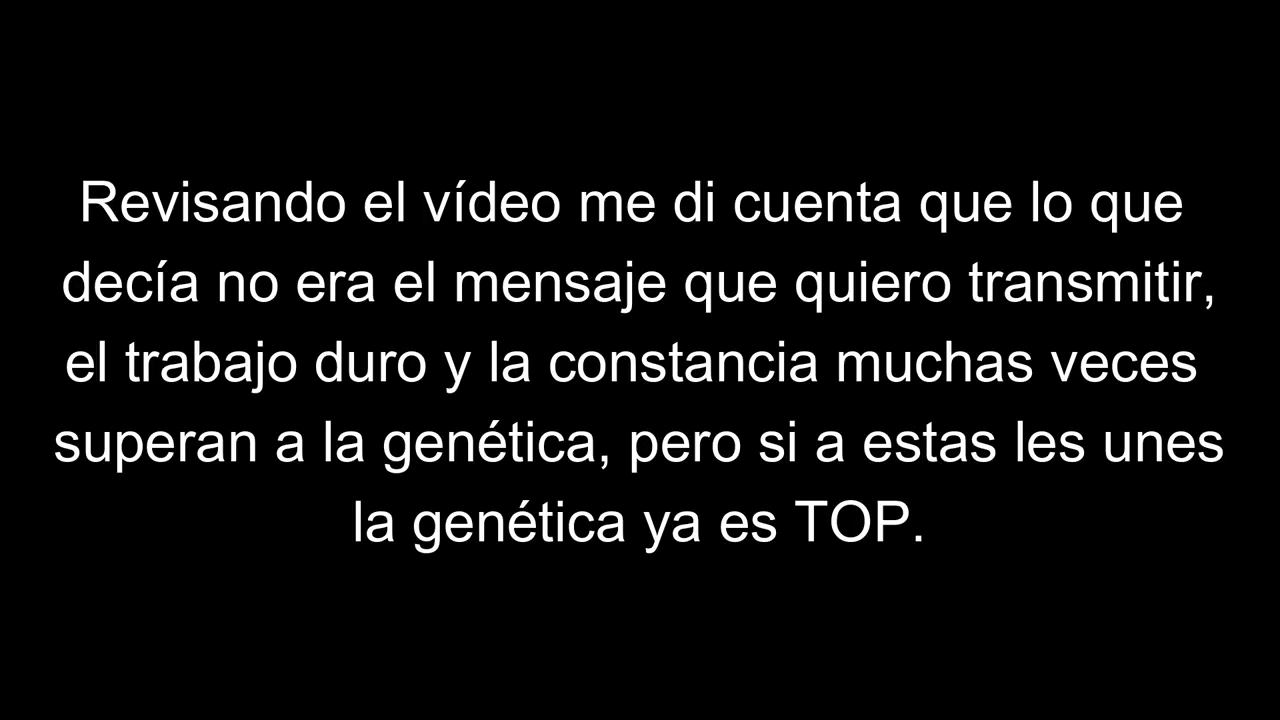 Revisando el vídeo me di cuenta que lo que
decía no era el mensaje que quiero transmitir,
el trabajo duro y la constancia muchas veces
superan a la genética, pero si a estas les unes
la genética ya es TOP.